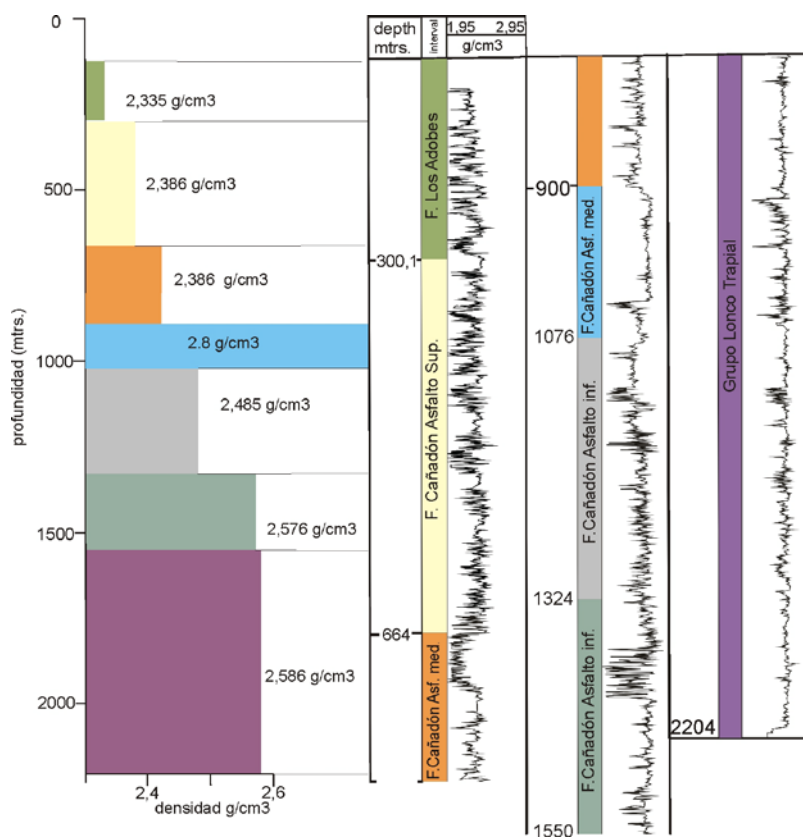 0
500
1000
1500
2000
profundidad (mtrs.)
2,335 g/cm3
2,386 g/cm3
2,386 g/cm3
2.8 g/cm3
2,485 g/cm3
2,576 g/cm3
2,586 g/cm3
2,4
2,6
densidad g/cm3
depth
mtrs.
interval
1,95 2,95
g/cm3
300,1
664
F. Los Adobes
F. Cañadón Asfalto Sup.
F.Cañadón Asf. med
900
1076
1324
1550
F.Cañadón Asf. med.
F.Cañadón Asfalto inf.
F.Cañadón Asfalto inf.
Grupo Lonco Trapial
2204